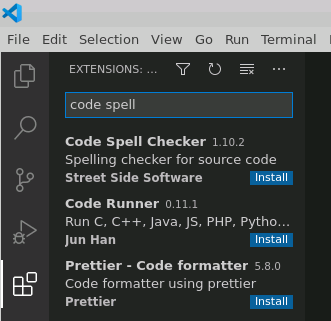 File Edit Selection View Go Run Terminal
EXTENSIONS: ...
code spell
Code Spell Checker 1.10.2
Spelling checker for source code
Street Side Software Install
Code Runner 0.11.1
Run C, C++, Java, JS, PHP, Pytho...
Jun Han Install
Prettier - Code formatter 5.8.0
Code formatter using prettier
Prettier Install